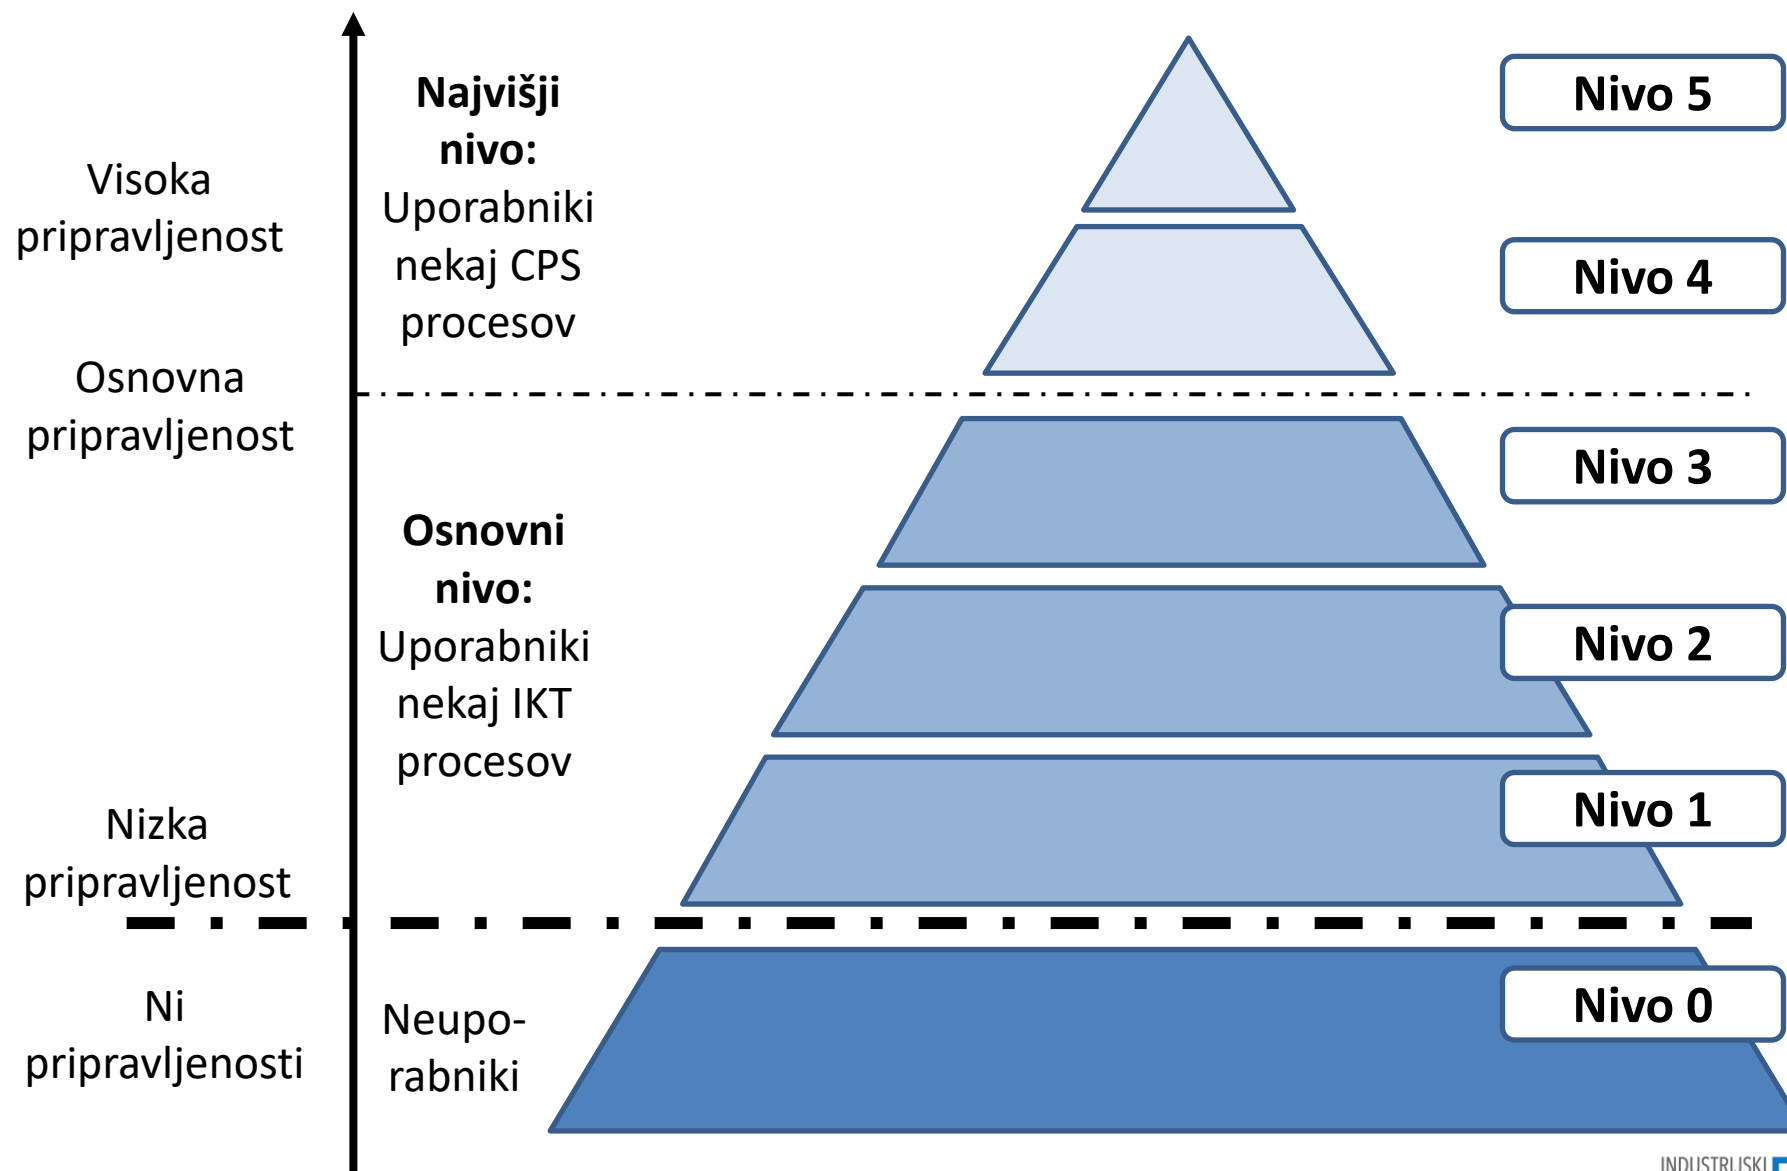 Visoka
pripravljenost
Osnovna
pripravljenost
Nizka
pripravljenost
Ni
pripravljenosti
Najvišji
nivo:
Uporabniki
nekaj CPS
procesov
Osnovni
nivo:
Uporabniki
nekaj IKT
procesov
Neupo-
rabniki
Nivo 5
Nivo 4
Nivo 3
Nivo 2
Nivo 1
Nivo 0
INDUSTRIJSKI